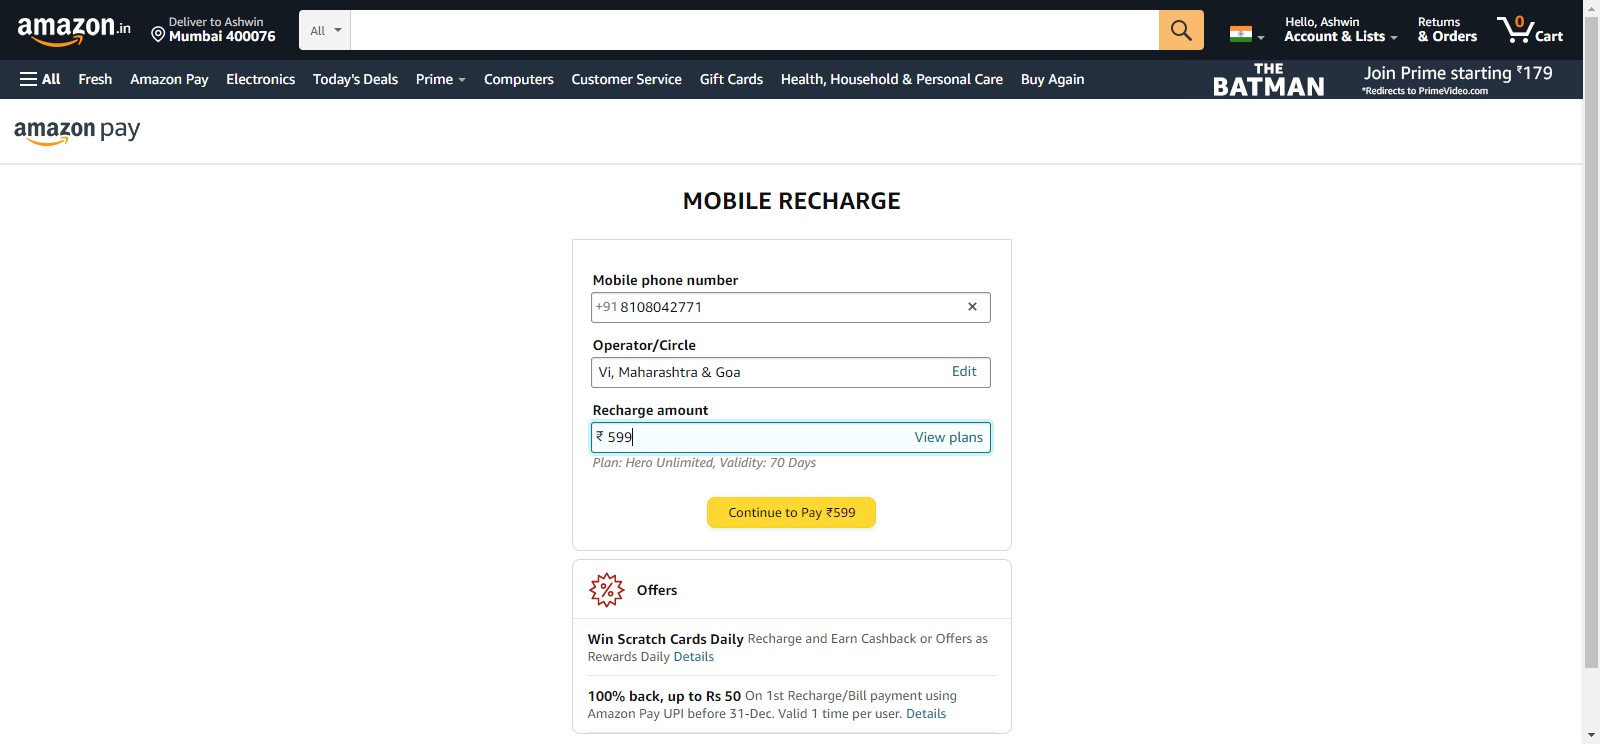 amazon.in
Deliver to Ashwin
Mumbai 400076
All
Hello, Ashwin
Account & Lists
Returns
& Orders
0
Cart
All Fresh Amazon Pay Electronics Today's Deals Prime Computers Customer Service Gift Cards Health, Household & Personal Care Buy Again
THE
BATMAN
Join Prime starting ₹179
*Redirects to PrimeVideo.com
amazon pay
MOBILE RECHARGE
Mobile phone number
+91 8108042771 ×
Operator/Circle
Vi, Maharashtra & Goa Edit
Recharge amount
₹ 599 View plans
Plan: Hero Unlimited, Validity: 70 Days
Continue to Pay ₹599
% Offers
Win Scratch Cards Daily Recharge and Earn Cashback or Offers as
Rewards Daily Details
100% back, up to Rs 50 On 1st Recharge/Bill payment using
Amazon Pay UPI before 31-Dec. Valid 1 time per user. Details